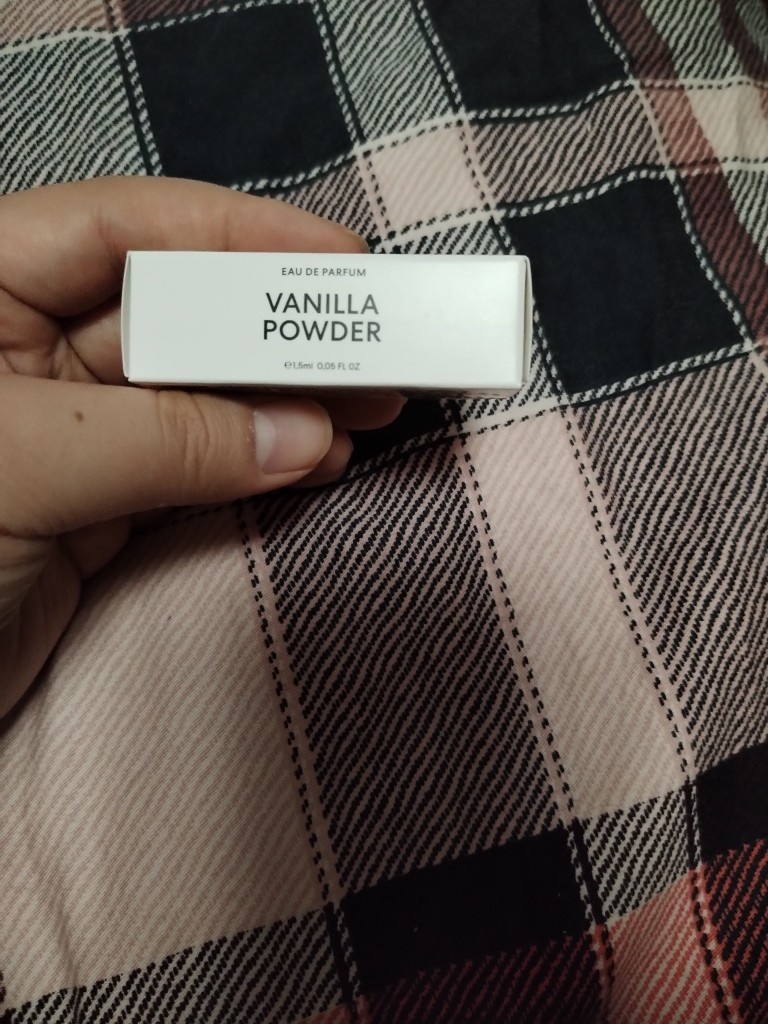 EAU DE PARFUM
VANILLA
POWDER
℮1,5ml 0,05 FL OZ